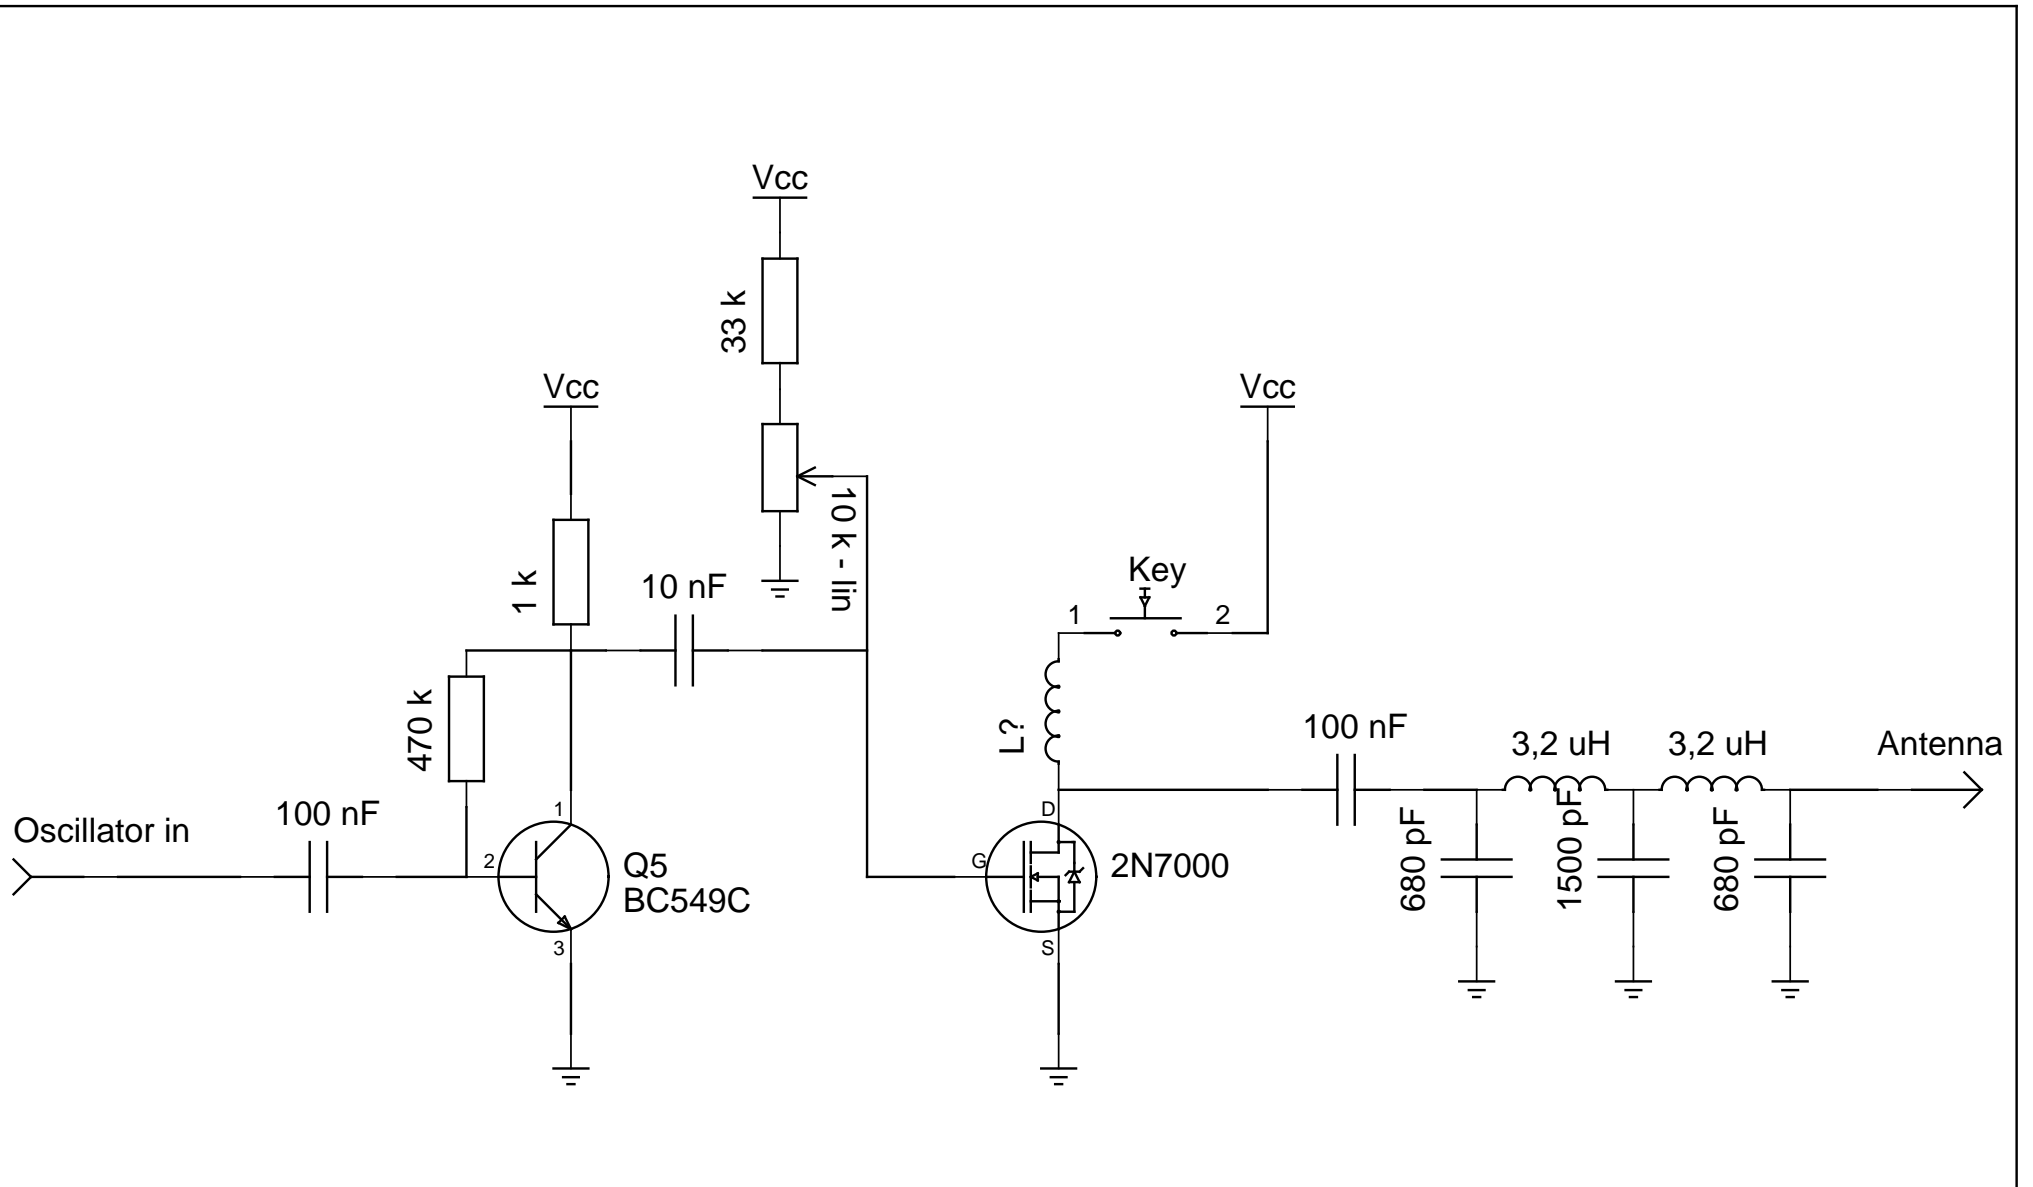 Vcc
33 k
Vcc
Vcc
10 k - lin
1 k
10 nF
Key
1
2
470 k
L?
100 nF
3,2 uH
3,2 uH
Antenna
Oscillator in
100 nF
1
2
3
Q5
BC549C
D
G
S
2N7000
680 pF
1500 pF
680 pF